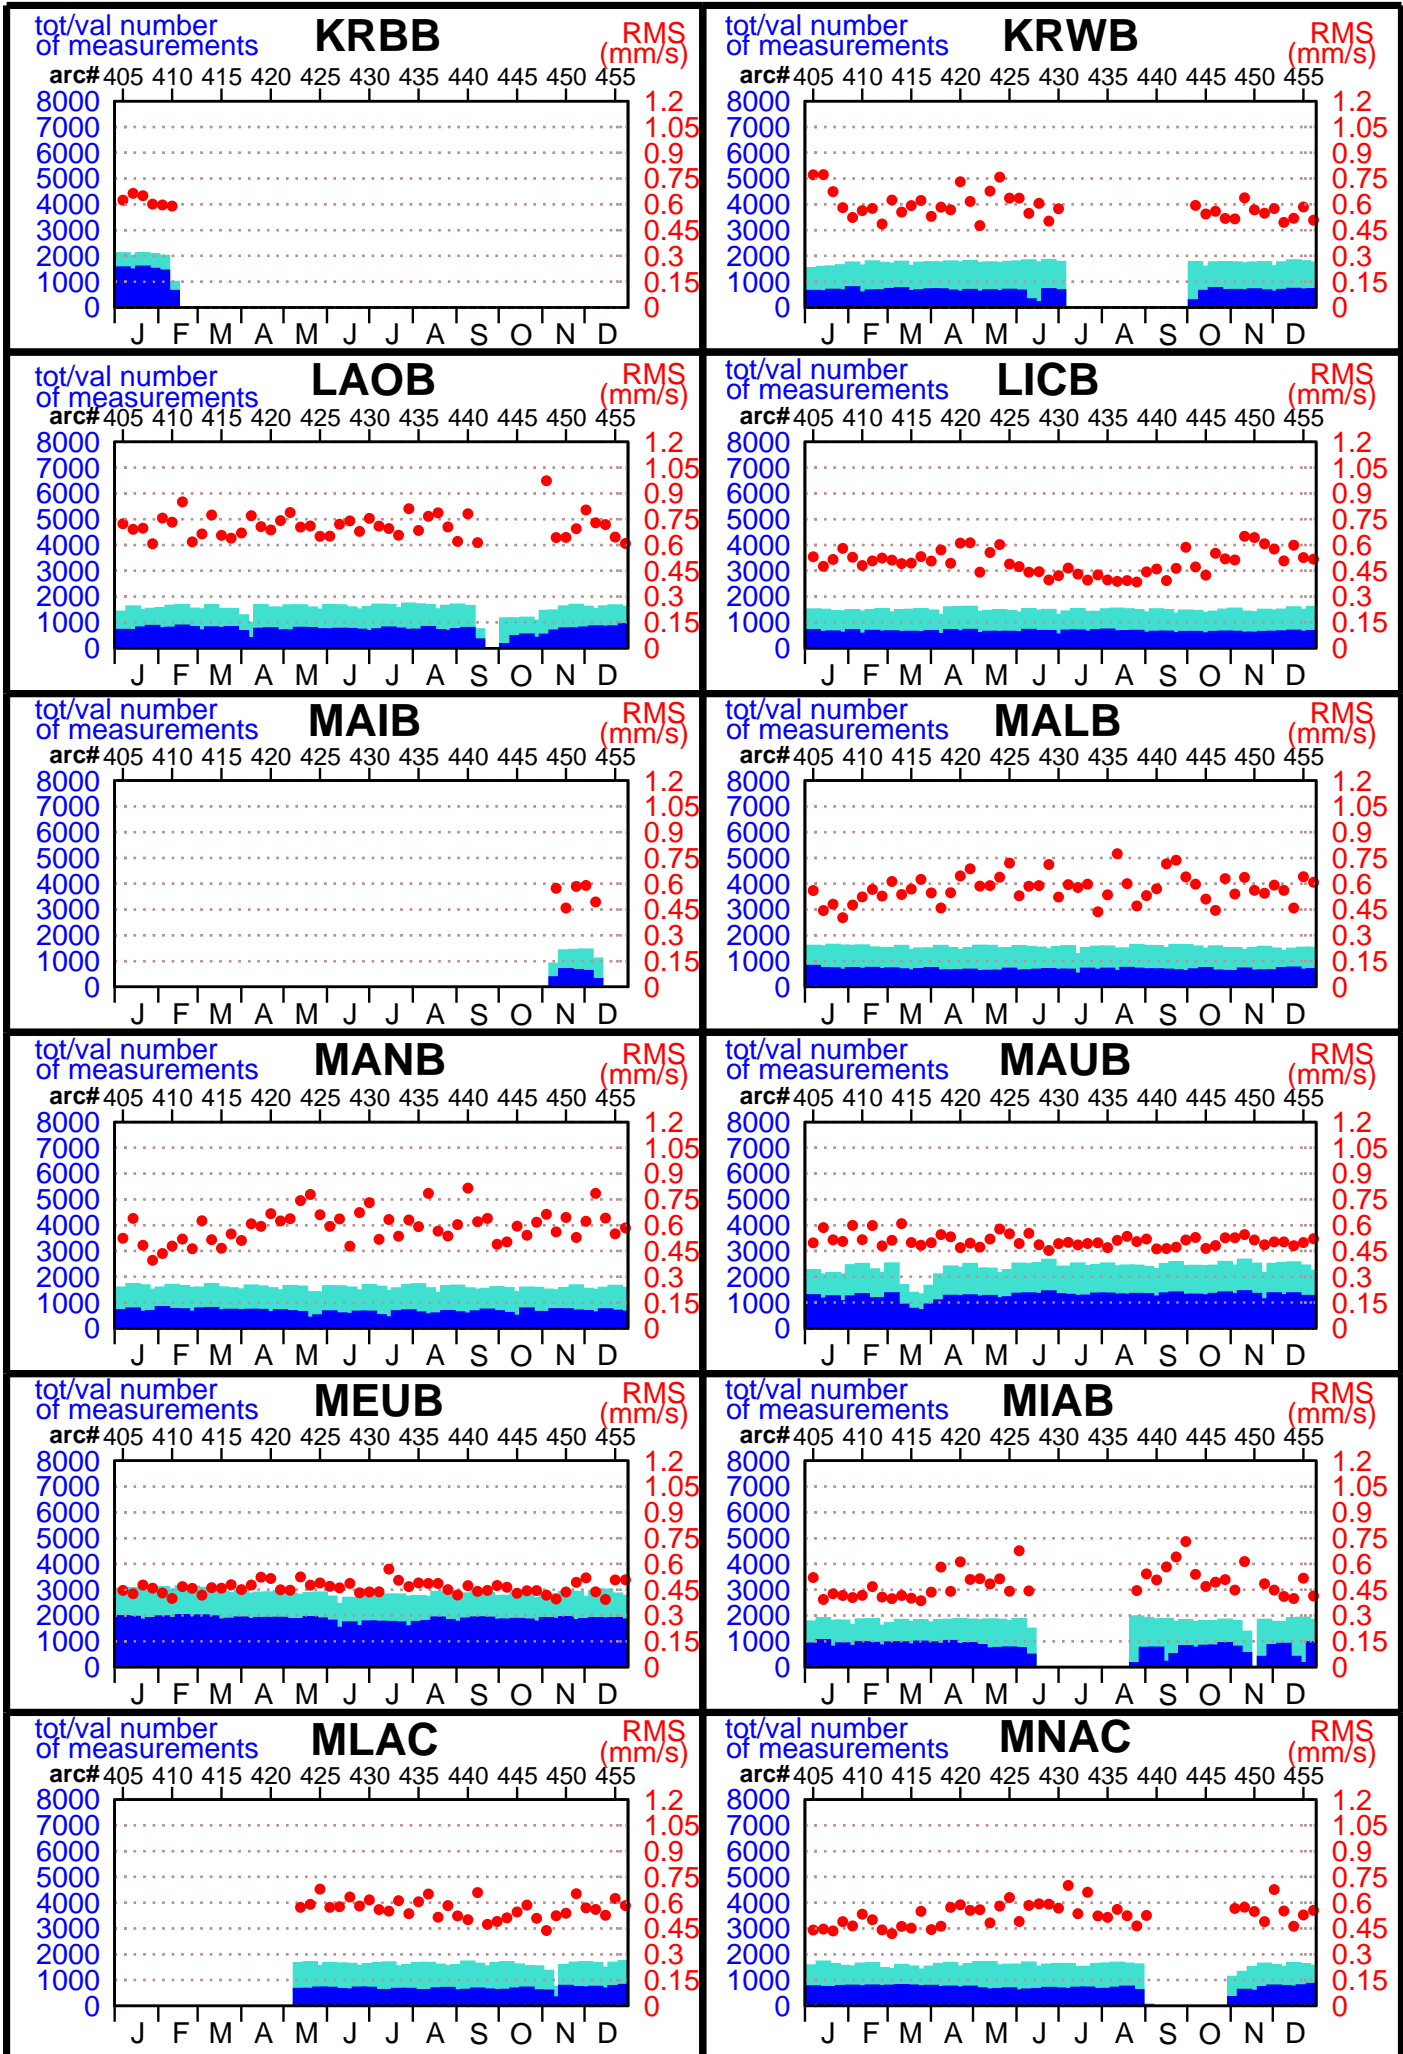 tot/val number
of measurements
KRBB
RMS
(mm/s)
arc# 405 410 415 420 425 430 435 440 445 450 455
8000 1.2
7000 1.05
6000 0.9
5000 0.75
4000 0.6
3000 0.45
2000 0.3
1000 0.15
0 0
J F M A M J J A S O N D
tot/val number
of measurements
KRWB
RMS
(mm/s)
arc# 405 410 415 420 425 430 435 440 445 450 455
8000 1.2
7000 1.05
6000 0.9
5000 0.75
4000 0.6
3000 0.45
2000 0.3
1000 0.15
0 0
J F M A M J J A S O N D
tot/val number
of measurements
LAOB
RMS
(mm/s)
arc# 405 410 415 420 425 430 435 440 445 450 455
8000 1.2
7000 1.05
6000 0.9
5000 0.75
4000 0.6
3000 0.45
2000 0.3
1000 0.15
0 0
J F M A M J J A S O N D
tot/val number
of measurements
LICB
RMS
(mm/s)
arc# 405 410 415 420 425 430 435 440 445 450 455
8000 1.2
7000 1.05
6000 0.9
5000 0.75
4000 0.6
3000 0.45
2000 0.3
1000 0.15
0 0
J F M A M J J A S O N D
tot/val number
of measurements
MAIB
RMS
(mm/s)
arc# 405 410 415 420 425 430 435 440 445 450 455
8000 1.2
7000 1.05
6000 0.9
5000 0.75
4000 0.6
3000 0.45
2000 0.3
1000 0.15
0 0
J F M A M J J A S O N D
tot/val number
of measurements
MALB
RMS
(mm/s)
arc# 405 410 415 420 425 430 435 440 445 450 455
8000 1.2
7000 1.05
6000 0.9
5000 0.75
4000 0.6
3000 0.45
2000 0.3
1000 0.15
0 0
J F M A M J J A S O N D
tot/val number
of measurements
MANB
RMS
(mm/s)
arc# 405 410 415 420 425 430 435 440 445 450 455
8000 1.2
7000 1.05
6000 0.9
5000 0.75
4000 0.6
3000 0.45
2000 0.3
1000 0.15
0 0
J F M A M J J A S O N D
tot/val number
of measurements
MAUB
RMS
(mm/s)
arc# 405 410 415 420 425 430 435 440 445 450 455
8000 1.2
7000 1.05
6000 0.9
5000 0.75
4000 0.6
3000 0.45
2000 0.3
1000 0.15
0 0
J F M A M J J A S O N D
tot/val number
of measurements
MEUB
RMS
(mm/s)
arc# 405 410 415 420 425 430 435 440 445 450 455
8000 1.2
7000 1.05
6000 0.9
5000 0.75
4000 0.6
3000 0.45
2000 0.3
1000 0.15
0 0
J F M A M J J A S O N D
tot/val number
of measurements
MIAB
RMS
(mm/s)
arc# 405 410 415 420 425 430 435 440 445 450 455
8000 1.2
7000 1.05
6000 0.9
5000 0.75
4000 0.6
3000 0.45
2000 0.3
1000 0.15
0 0
J F M A M J J A S O N D
tot/val number
of measurements
MLAC
RMS
(mm/s)
arc# 405 410 415 420 425 430 435 440 445 450 455
8000 1.2
7000 1.05
6000 0.9
5000 0.75
4000 0.6
3000 0.45
2000 0.3
1000 0.15
0 0
J F M A M J J A S O N D
tot/val number
of measurements
MNAC
RMS
(mm/s)
arc# 405 410 415 420 425 430 435 440 445 450 455
8000 1.2
7000 1.05
6000 0.9
5000 0.75
4000 0.6
3000 0.45
2000 0.3
1000 0.15
0 0
J F M A M J J A S O N D